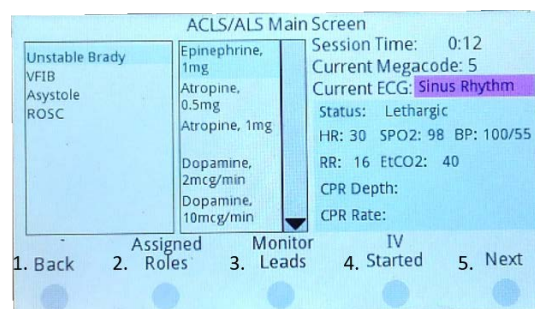 ACLS/ALS Main Screen
Unstable Brady
VFIB
Asystole
ROSC
Epinephrine,
1mg
Atropine,
0.5mg
Atropine, 1mg
Dopamine,
2mcg/min
Dopamine,
10mcg/min
Session Time: 0:12
Current Megacode: 5
Current ECG: Sinus Rhythm
Status: Lethargic
HR: 30 SPO2: 98 BP: 100/55
RR: 16 EtCO2: 40
CPR Depth:
CPR Rate:
1. Back
2. Assigned
Roles
3. Monitor
Leads
4. IV
Started
5. Next